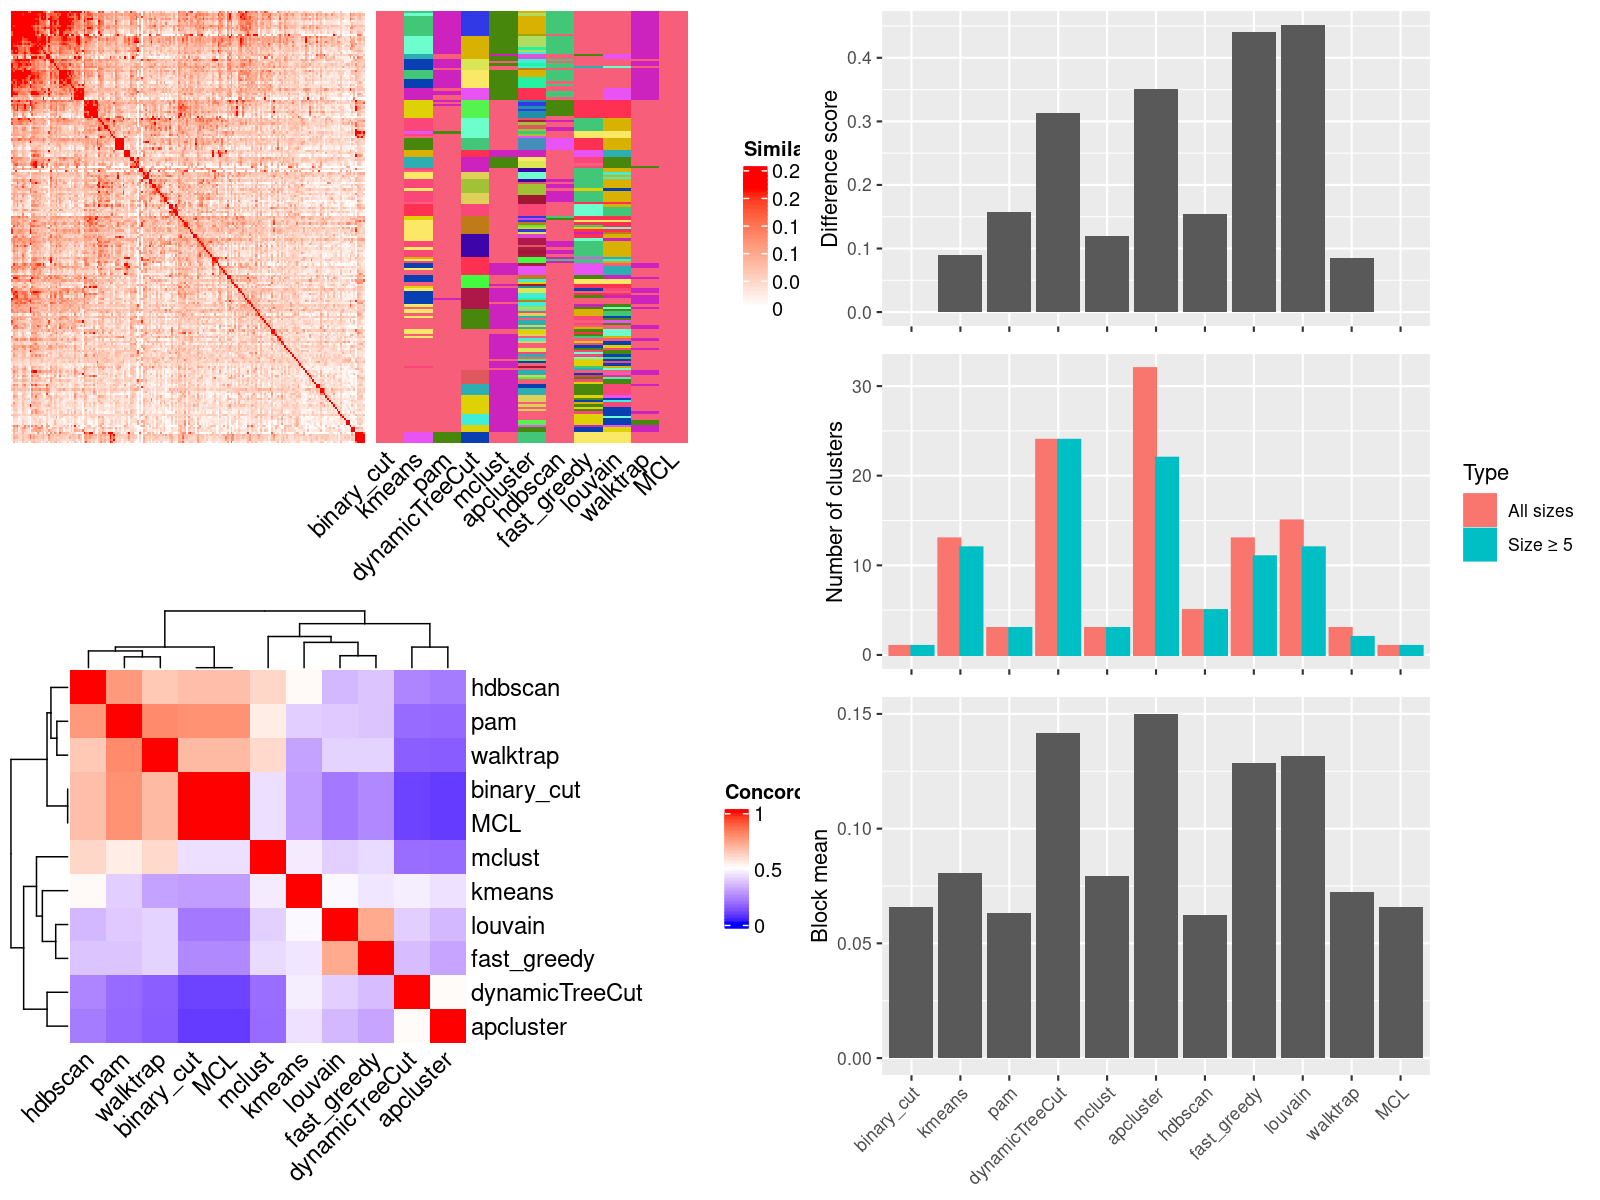 Simila
0.2
0.2
0.1
0.1
0.0
0
binary_cut
kmeans
pam
dynamicTreeCut
mclust
apcluster
hdbscan
fast_greedy
louvain
walktrap
MCL
hdbscan
pam
walktrap
binary_cut
MCL
mclust
kmeans
louvain
fast_greedy
dynamicTreeCut
apcluster
hdbscan
pam
walktrap
binary_cut
MCL
mclust
kmeans
louvain
fast_greedy
dynamicTreeCut
apcluster
Concord
1
0.5
0
Difference score
0.4
0.3
0.2
0.1
0.0
Number of clusters
30
20
10
0
Type
All sizes
Size ≥ 5
Block mean
0.15
0.10
0.05
0.00
binary_cut
kmeans
pam
dynamicTreeCut
mclust
apcluster
hdbscan
fast_greedy
louvain
walktrap
MCL